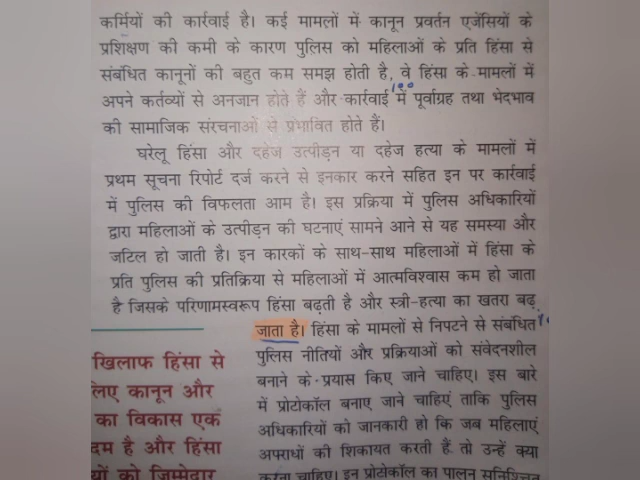 कर्मियों की कार्रवाई है। कई मामलों में कानून प्रवर्तन एजेंसियों के
प्रशिक्षण की कमी के कारण पुलिस को महिलाओं के प्रति हिंसा से
संबंधित कानूनों की बहुत कम समझ होती है, वे हिंसा के मामलों में
अपने कर्तव्यों से अनजान होते हैं और कार्रवाई में पूर्वाग्रह तथा भेदभाव
की सामाजिक संरचनाओं से प्रभावित होते हैं।
घरेलू हिंसा और दहेज उत्पीड़न या दहेज हत्या के मामलों में
प्रथम सूचना रिपोर्ट दर्ज करने से इनकार करने सहित इन पर कार्रवाई
में पुलिस की विफलता आम है। इस प्रक्रिया में पुलिस अधिकारियों
द्वारा महिलाओं के उत्पीड़न की घटनाएं सामने आने से यह समस्या और
जटिल हो जाती है। इन कारकों के साथ-साथ महिलाओं में हिंसा के
प्रति पुलिस की प्रतिक्रिया से महिलाओं में आत्मविश्वास कम हो जाता
है जिसके परिणामस्वरूप हिंसा बढ़ती है और स्त्री-हत्या का खतरा बढ़
जाता है। हिंसा के मामलों से निपटने से संबंधित
पुलिस नीतियों और प्रक्रियाओं को संवेदनशील
बनाने के प्रयास किए जाने चाहिए। इस बारे
में प्रोटोकॉल बनाए जाने चाहिएं ताकि पुलिस
अधिकारियों को जानकारी हो कि जब महिलाएं
अपराधों की शिकायत करती हैं तो उन्हें क्या
करना चाहिए। इन प्रोटोकॉल का पालन सुनिश्चित
खिलाफ हिंसा से
लिए कानून और
का विकास एक
दम है और हिंसा
यों को जिम्मेदार